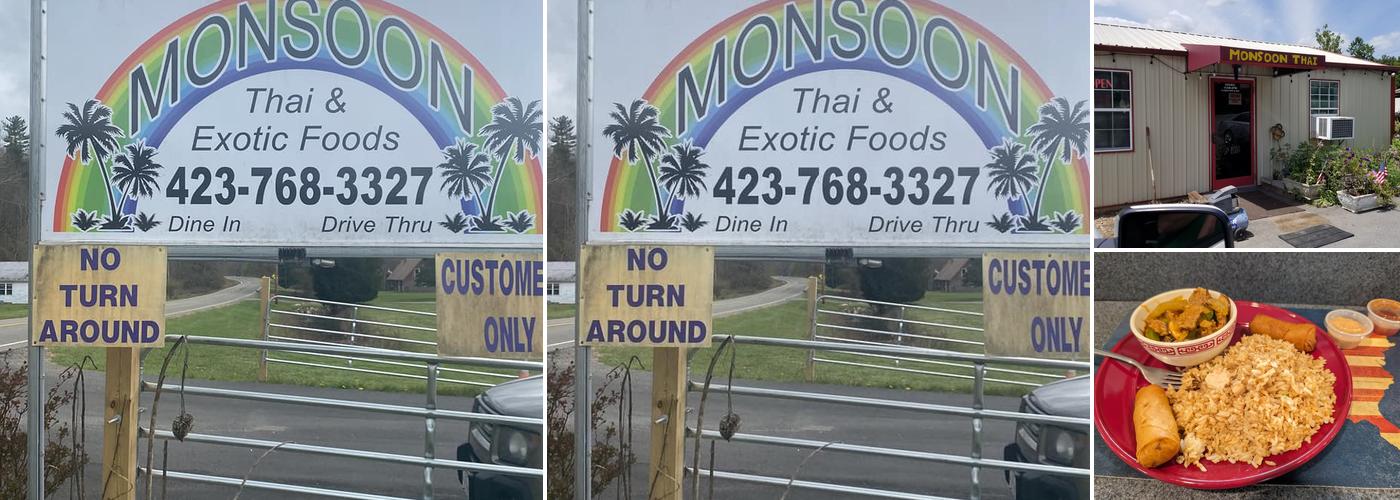 MONSOON
Thai &
Exotic Foods
423-768-3327
Dine In Drive Thru
NO
TURN
AROUND
CUSTOME
ONLY
MONSOON
Thai &
Exotic Foods
423-768-3327
Dine In Drive Thru
NO
TURN
AROUND
CUSTOME
ONLY
MONSOON THAI
OPEN